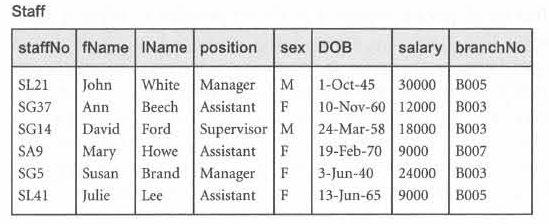 Staff
staffNo fName lName position sex DOB salary branchNo
SL21 John White Manager M 1-Oct-45 30000 B005
SG37 Ann Beech Assistant F 10-Nov-60 12000 B003
SG14 David Ford Supervisor M 24-Mar-58 18000 B003
SA9 Mary Howe Assistant F 19-Feb-70 9000 B007
SG5 Susan Brand Manager F 3-Jun-40 24000 B003
SL41 Julie Lee Assistant F 13-Jun-65 9000 B005